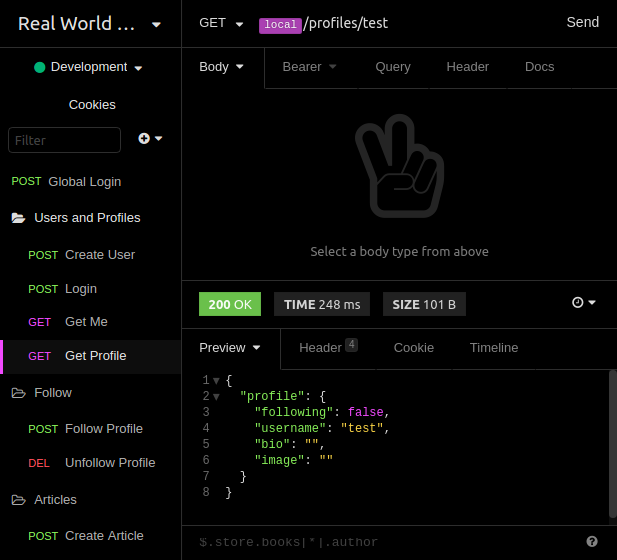 Real World ...
GET local/profiles/test Send
Development
Body Bearer Query Header Docs
Cookies
Filter
POST Global Login
Users and Profiles
POST Create User
POST Login
GET Get Me
GET Get Profile
Follow
POST Follow Profile
DEL Unfollow Profile
Articles
POST Create Article
Select a body type from above
200 OK TIME 248 ms SIZE 101 B
Preview Header 4 Cookie Timeline
1 {
2 "profile": {
3 "following": false,
4 "username": "test",
5 "bio": "",
6 "image": ""
7 }
8 }
$.store.books[*].author